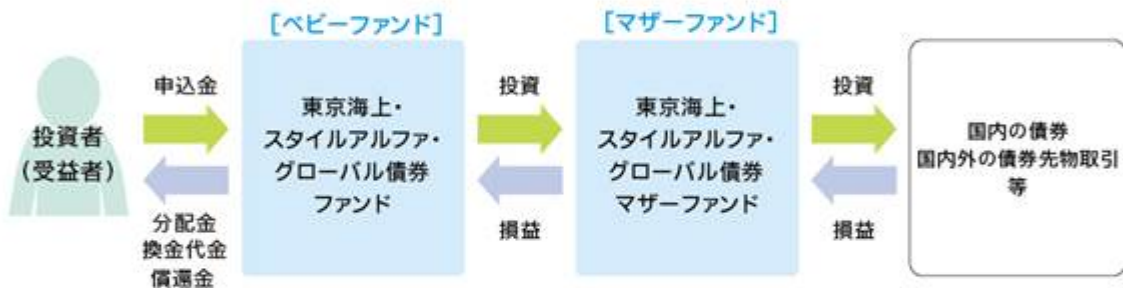 [ベビーファンド]
[マザーファンド]
投資者
(受益者)
申込金
分配金
換金代金
償還金
東京海上・
スタイルアルファ・
グローバル債券
ファンド
投資
損益
東京海上・
スタイルアルファ・
グローバル債券
マザーファンド
投資
損益
国内の債券
国内外の債券先物取引
等